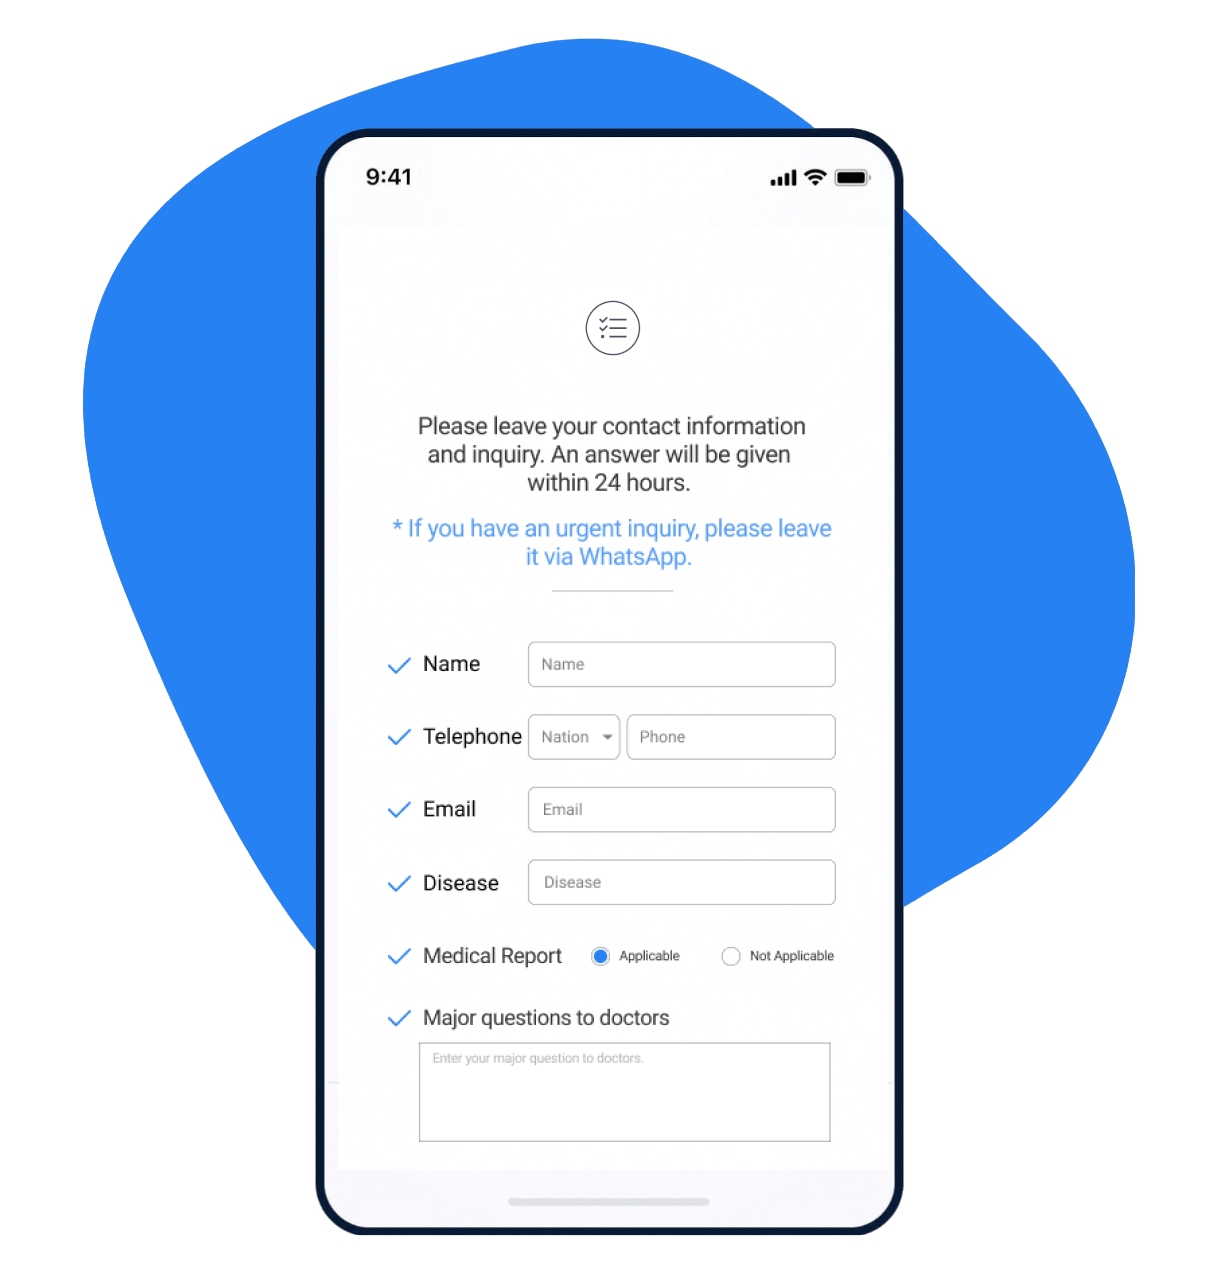 9:41
Please leave your contact information
and inquiry. An answer will be given
within 24 hours.
* If you have an urgent inquiry, please leave
it via WhatsApp.
Name Name
Telephone Nation Phone
Email Email
Disease Disease
Medical Report Applicable Not Applicable
Major questions to doctors
Enter your major question to doctors.